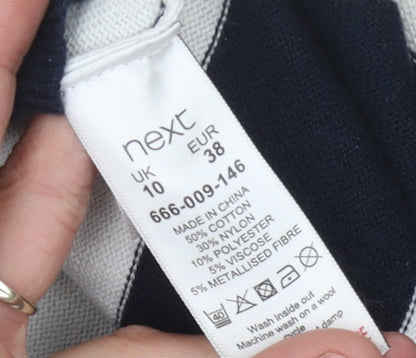 next
UK EUR
10 38
666-009-146
MADE IN CHINA
50% COTTON
30% NYLON
10% POLYESTER
5% VISCOSE
5% METALLISED FIBRE
40
Wash inside out
Machine wash on a wool
damp